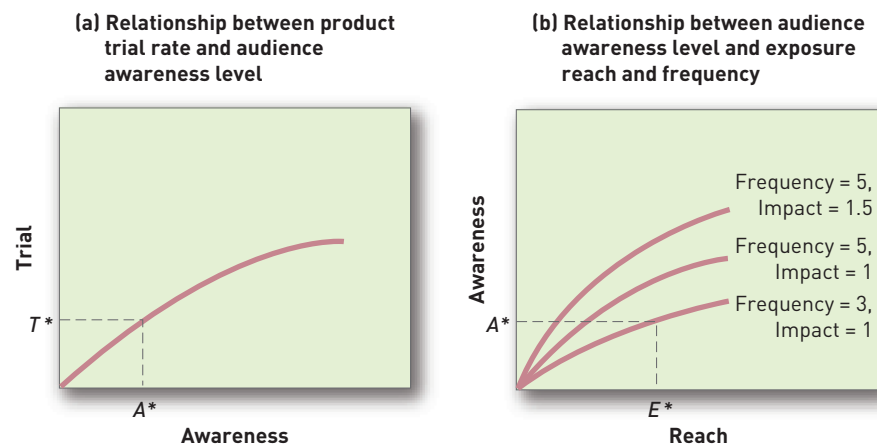 (a) Relationship between product
trial rate and audience
awareness level
Trial
T*
A*
Awareness
(b) Relationship between audience
awareness level and exposure
reach and frequency
Awareness
Frequency = 5,
Impact = 1.5
Frequency = 5,
Impact = 1
Frequency = 3,
Impact = 1
A*
E*
Reach